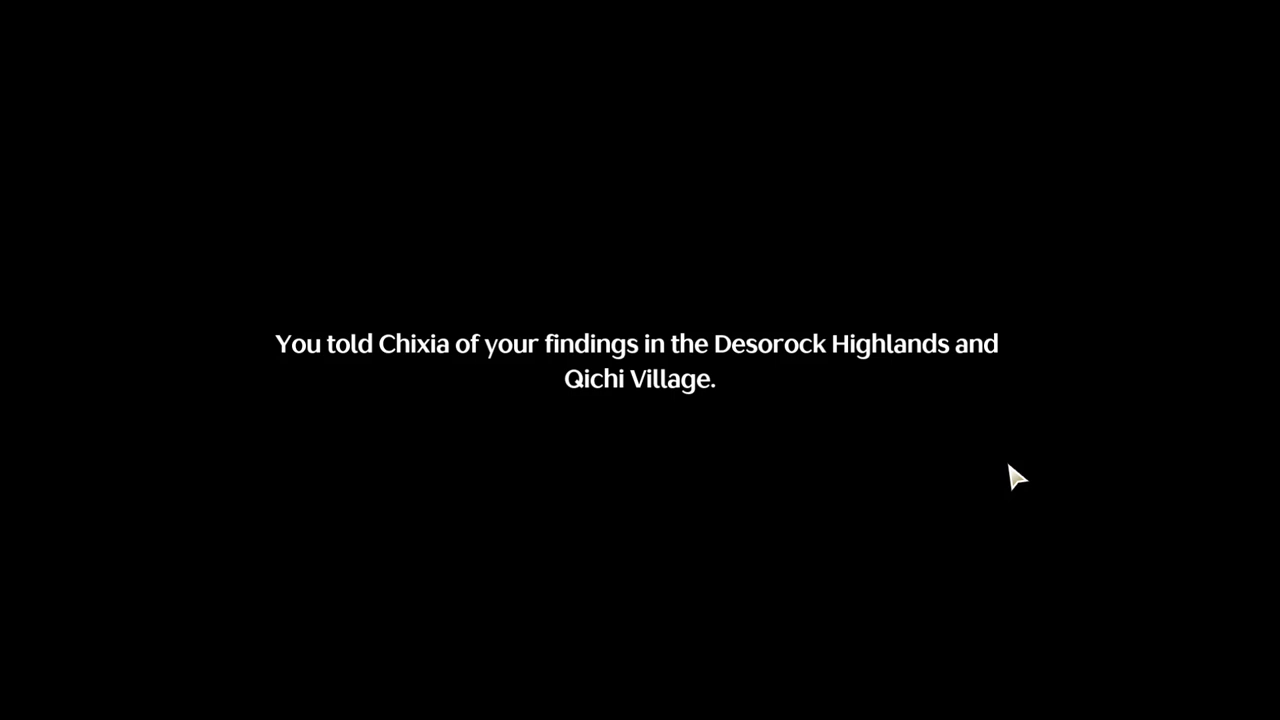 You told Chixia of your findings in the Desorock Highlands and
Qichi Village.